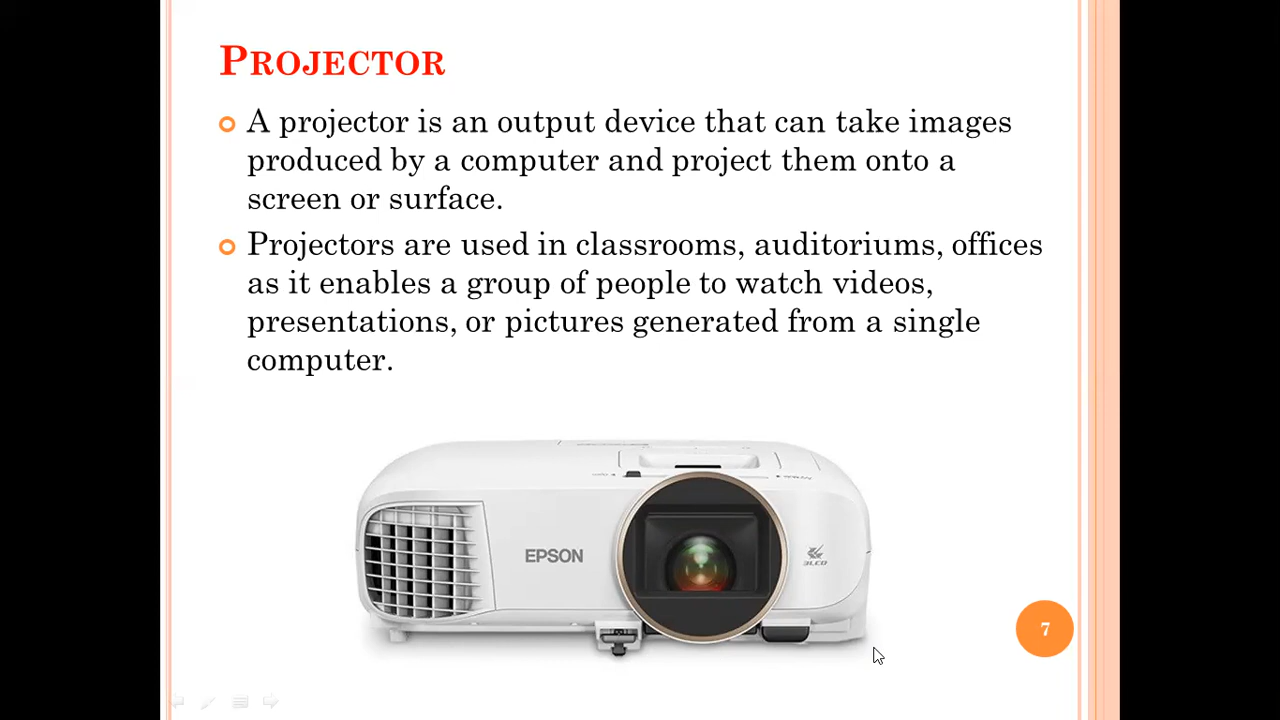 PROJECTOR
A projector is an output device that can take images
produced by a computer and project them onto a
screen or surface.
Projectors are used in classrooms, auditoriums, offices
as it enables a group of people to watch videos,
presentations, or pictures generated from a single
computer.
EPSON
3LCD
7